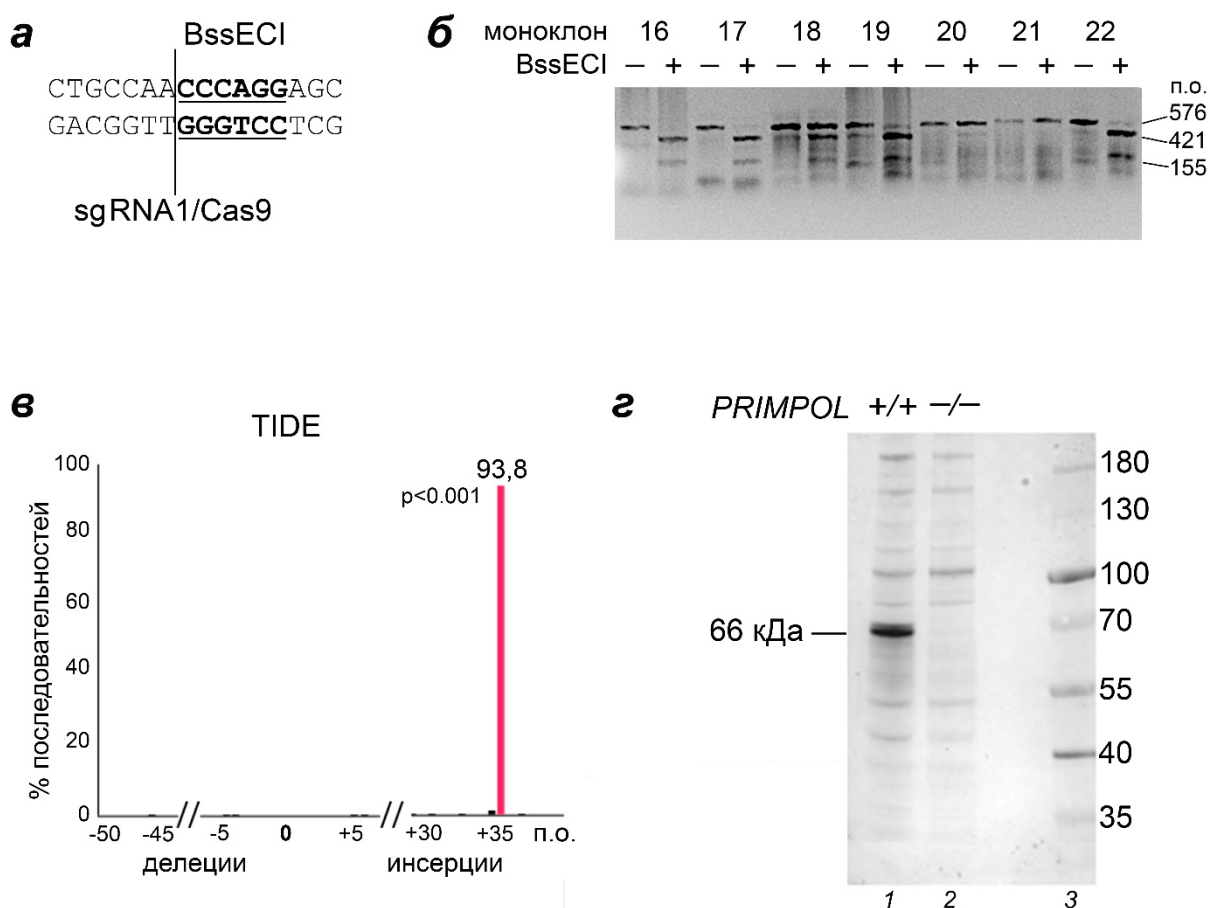 а
BssECI
CTGCCAACCCAGGAGC
GACGGTTGGGTCCTCG
sgRNA1/Cas9
б
моноклон 16 17 18 19 20 21 22
BssECI – + – + – + – + – + – + – +
п.о.
576
421
155
в
TIDE
% последовательностей
100
80
60
40
20
0
93,8
p<0.001
-50 -45 // -5 0 +5 // +30 +35 п.о.
делеции инсерции
г
PRIMPOL +/+ –/–
66 кДа
180
130
100
70
55
40
35
1 2 3